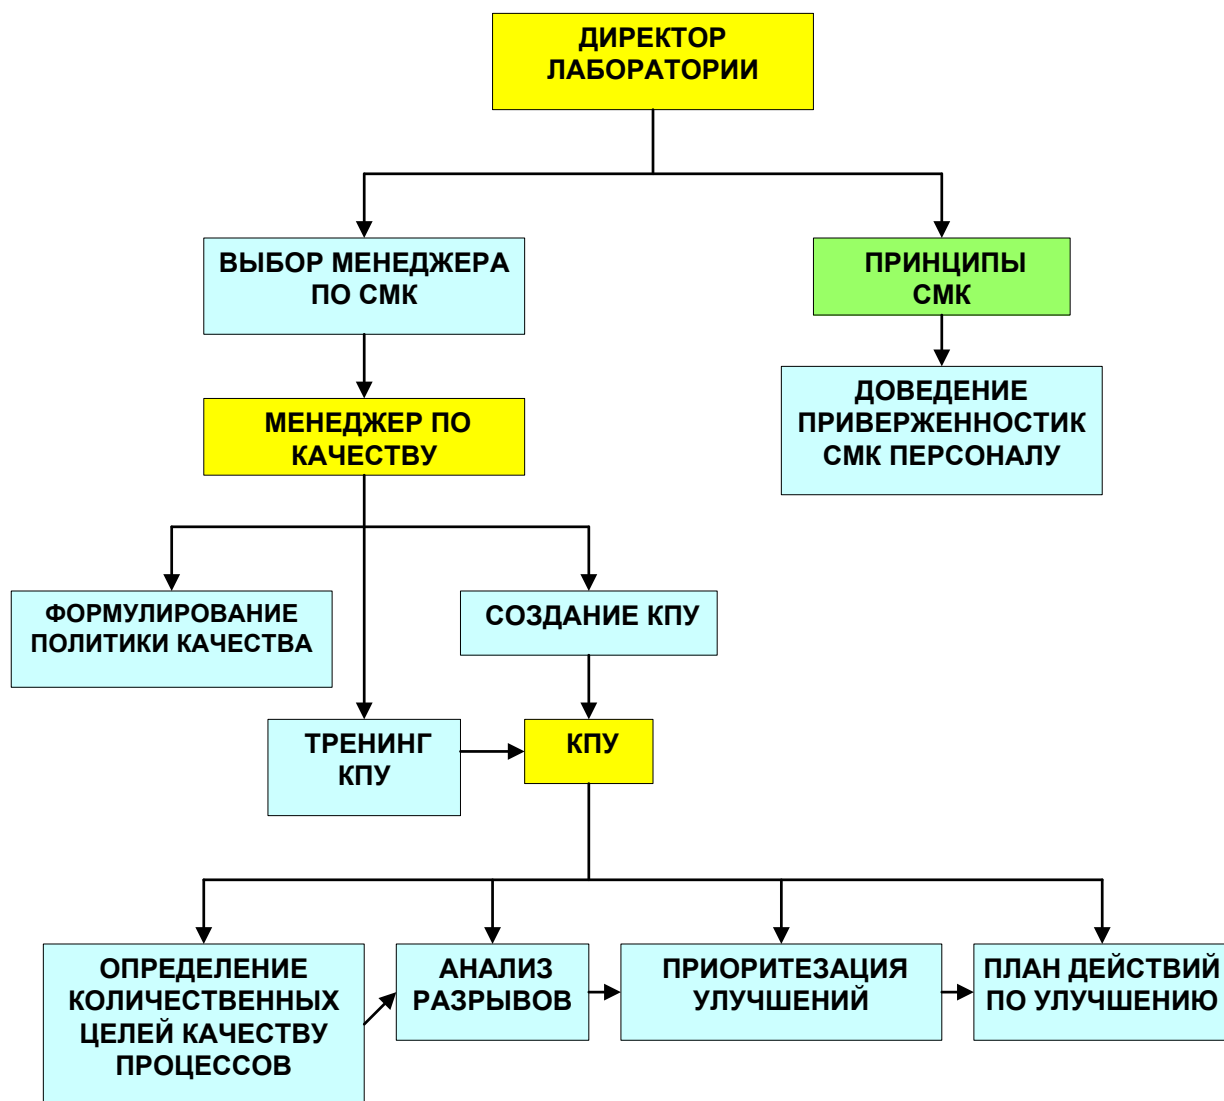 ДИРЕКТОР
ЛАБОРАТОРИИ
ВЫБОР МЕНЕДЖЕРА
ПО СМК
ПРИНЦИПЫ
СМК
МЕНЕДЖЕР ПО
КАЧЕСТВУ
ДОВЕДЕНИЕ
ПРИВЕРЖЕННОСТИК
СМК ПЕРСОНАЛУ
ФОРМУЛИРОВАНИЕ
ПОЛИТИКИ КАЧЕСТВА
СОЗДАНИЕ КПУ
ТРЕНИНГ
КПУ
КПУ
ОПРЕДЕЛЕНИЕ
КОЛИЧЕСТВЕННЫХ
ЦЕЛЕЙ КАЧЕСТВУ
ПРОЦЕССОВ
АНАЛИЗ
РАЗРЫВОВ
ПРИОРИТЕЗАЦИЯ
УЛУЧШЕНИЙ
ПЛАН ДЕЙСТВИЙ
ПО УЛУЧШЕНИЮ